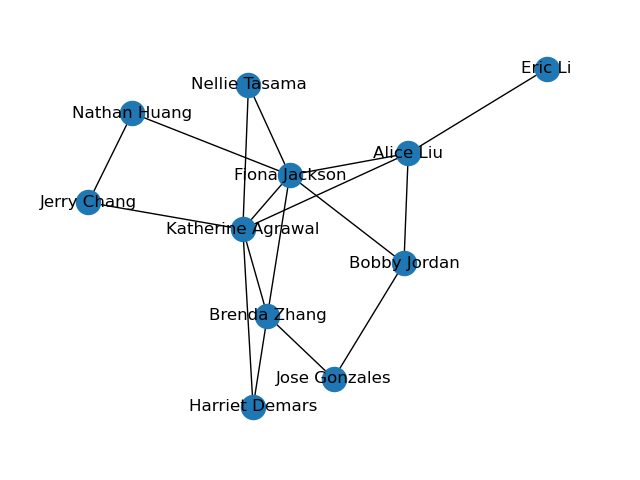 Eric Li
Nellie Tasama
Nathan Huang
Alice Liu
Fiona Jackson
Jerry Chang
Katherine Agrawal
Bobby Jordan
Brenda Zhang
Jose Gonzales
Harriet Demars